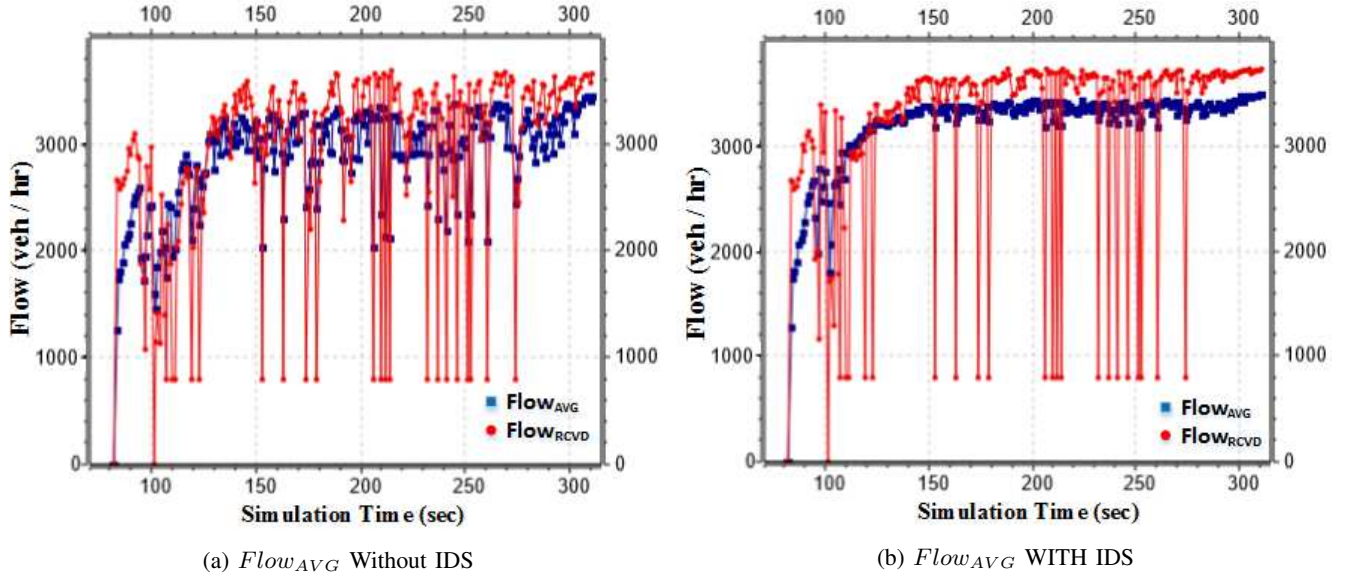 100 150 200 250 300
Flow (veh / hr)
3000
2000
1000
0
3000
2000
1000
0
Flow_AVG
Flow_RCVD
100 150 200 250 300
Simulation Time (sec)
(a) Flow_AVG Without IDS
100 150 200 250 300
Flow (veh / hr)
3000
2000
1000
0
3000
2000
1000
0
Flow_AVG
Flow_RCVD
100 150 200 250 300
Simulation Time (sec)
(b) Flow_AVG WITH IDS